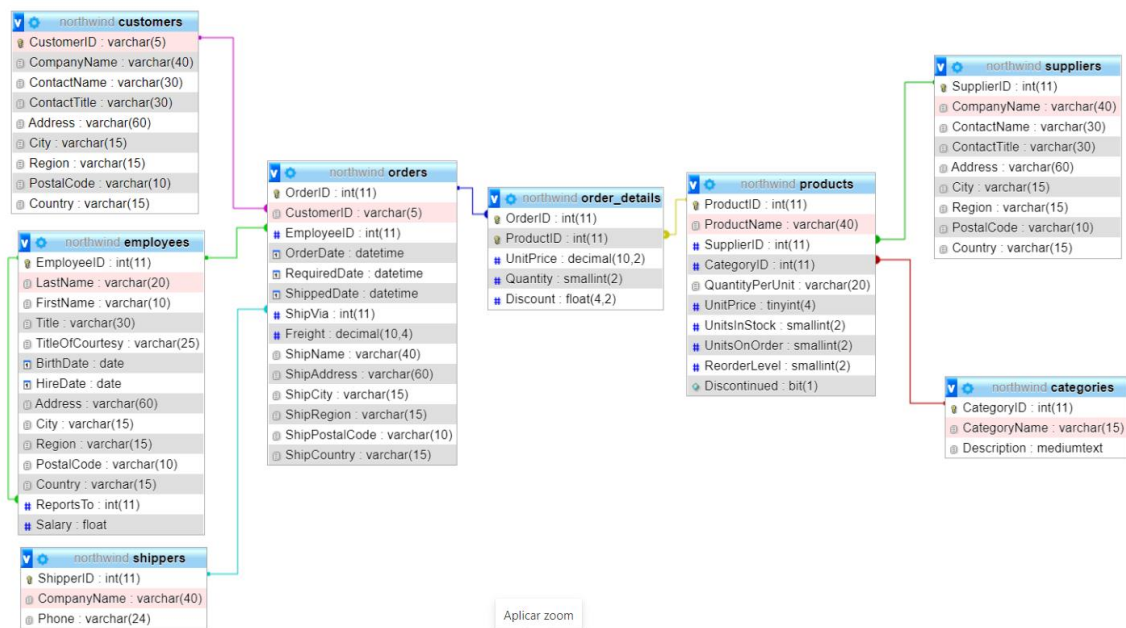 northwind customers
CustomerID : varchar(5)
CompanyName : varchar(40)
ContactName : varchar(30)
ContactTitle : varchar(30)
Address : varchar(60)
City : varchar(15)
Region : varchar(15)
PostalCode : varchar(10)
Country : varchar(15)
northwind employees
EmployeeID : int(11)
LastName : varchar(20)
FirstName : varchar(10)
Title : varchar(30)
TitleOfCourtesy : varchar(25)
BirthDate : date
HireDate : date
Address : varchar(60)
City : varchar(15)
Region : varchar(15)
PostalCode : varchar(10)
Country : varchar(15)
ReportsTo : int(11)
Salary : float
northwind shippers
ShipperID : int(11)
CompanyName : varchar(40)
Phone : varchar(24)
northwind orders
OrderID : int(11)
CustomerID : varchar(5)
EmployeeID : int(11)
OrderDate : datetime
RequiredDate : datetime
ShippedDate : datetime
ShipVia : int(11)
Freight : decimal(10,4)
ShipName : varchar(40)
ShipAddress : varchar(60)
ShipCity : varchar(15)
ShipRegion : varchar(15)
ShipPostalCode : varchar(10)
ShipCountry : varchar(15)
northwind order_details
OrderID : int(11)
ProductID : int(11)
UnitPrice : decimal(10,2)
Quantity : smallint(2)
Discount : float(4,2)
northwind products
ProductID : int(11)
ProductName : varchar(40)
SupplierID : int(11)
CategoryID : int(11)
QuantityPerUnit : varchar(20)
UnitPrice : tinyint(4)
UnitsInStock : smallint(2)
UnitsOnOrder : smallint(2)
ReorderLevel : smallint(2)
Discontinued : bit(1)
northwind suppliers
SupplierID : int(11)
CompanyName : varchar(40)
ContactName : varchar(30)
ContactTitle : varchar(30)
Address : varchar(60)
City : varchar(15)
Region : varchar(15)
PostalCode : varchar(10)
Country : varchar(15)
northwind categories
CategoryID : int(11)
CategoryName : varchar(15)
Description : mediumtext
Aplicar zoom